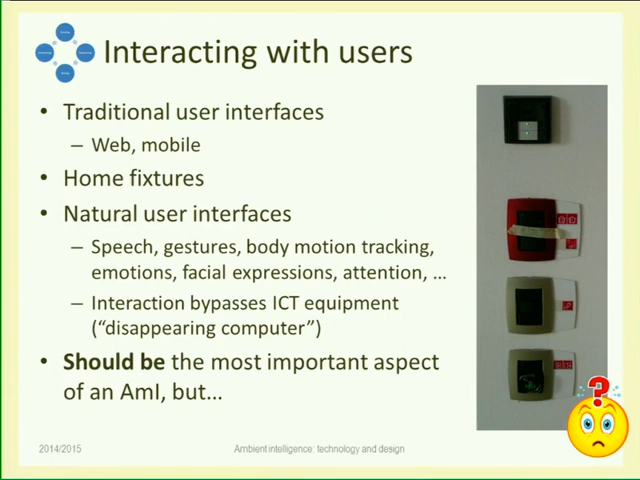 Interacting with users
• Traditional user interfaces
– Web, mobile
• Home fixtures
• Natural user interfaces
– Speech, gestures, body motion tracking,
emotions, facial expressions, attention, …
– Interaction bypasses ICT equipment
(“disappearing computer”)
• Should be the most important aspect
of an AmI, but…
?
2014/2015
Ambient intelligence: technology and design